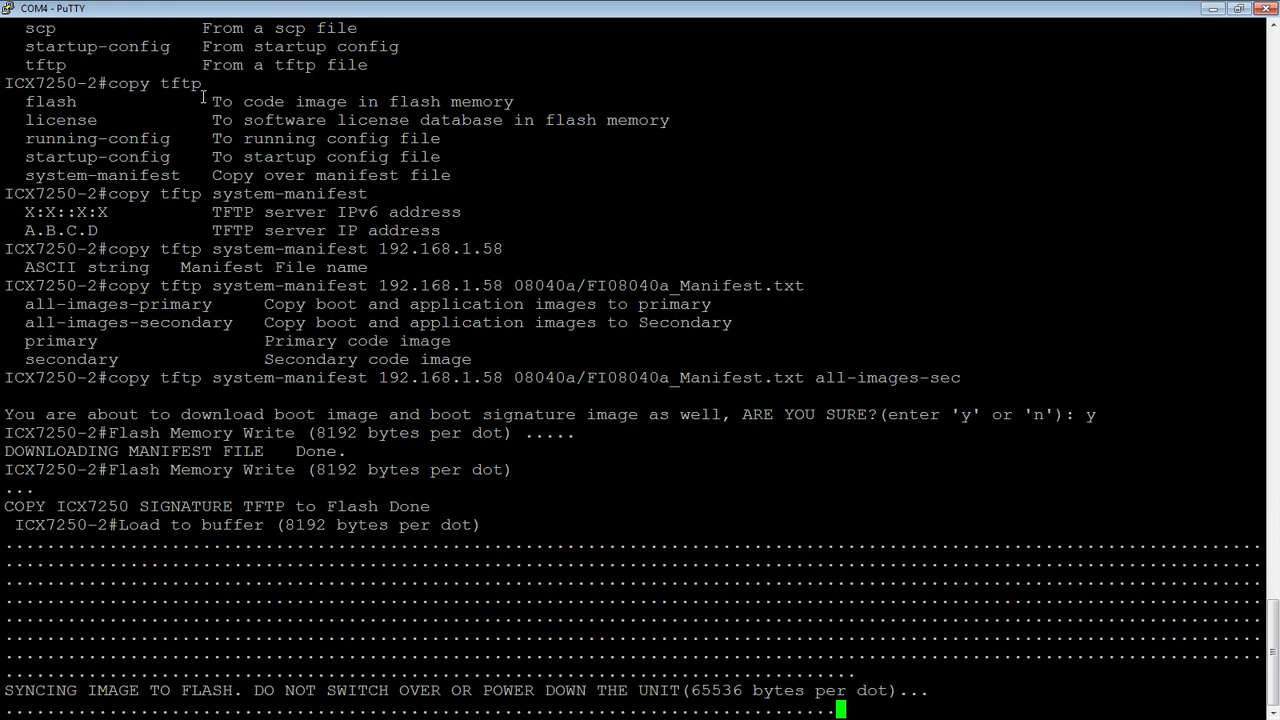 COM4 - PuTTY
scp From a scp file
startup-config From startup config
tftp From a tftp file
ICX7250-2#copy tftp
flash To code image in flash memory
license To software license database in flash memory
running-config To running config file
startup-config To startup config file
system-manifest Copy over manifest file
ICX7250-2#copy tftp system-manifest
X:X::X:X TFTP server IPv6 address
A.B.C.D TFTP server IP address
ICX7250-2#copy tftp system-manifest 192.168.1.58
ASCII string Manifest File name
ICX7250-2#copy tftp system-manifest 192.168.1.58 08040a/FI08040a_Manifest.txt
all-images-primary Copy boot and application images to primary
all-images-secondary Copy boot and application images to Secondary
primary Primary code image
secondary Secondary code image
ICX7250-2#copy tftp system-manifest 192.168.1.58 08040a/FI08040a_Manifest.txt all-images-sec
You are about to download boot image and boot signature image as well, ARE YOU SURE?(enter 'y' or 'n'): y
ICX7250-2#Flash Memory Write (8192 bytes per dot) .....
DOWNLOADING MANIFEST FILE Done.
ICX7250-2#Flash Memory Write (8192 bytes per dot)
...
COPY ICX7250 SIGNATURE TFTP to Flash Done
ICX7250-2#Load to buffer (8192 bytes per dot)
........................................................................................................................
........................................................................................................................
........................................................................................................................
........................................................................................................................
........................................................................................................................
........................................................................................................................
........................................................................................................................
..................................................................................
SYNCING IMAGE TO FLASH. DO NOT SWITCH OVER OR POWER DOWN THE UNIT(65536 bytes per dot)...
................................................................................